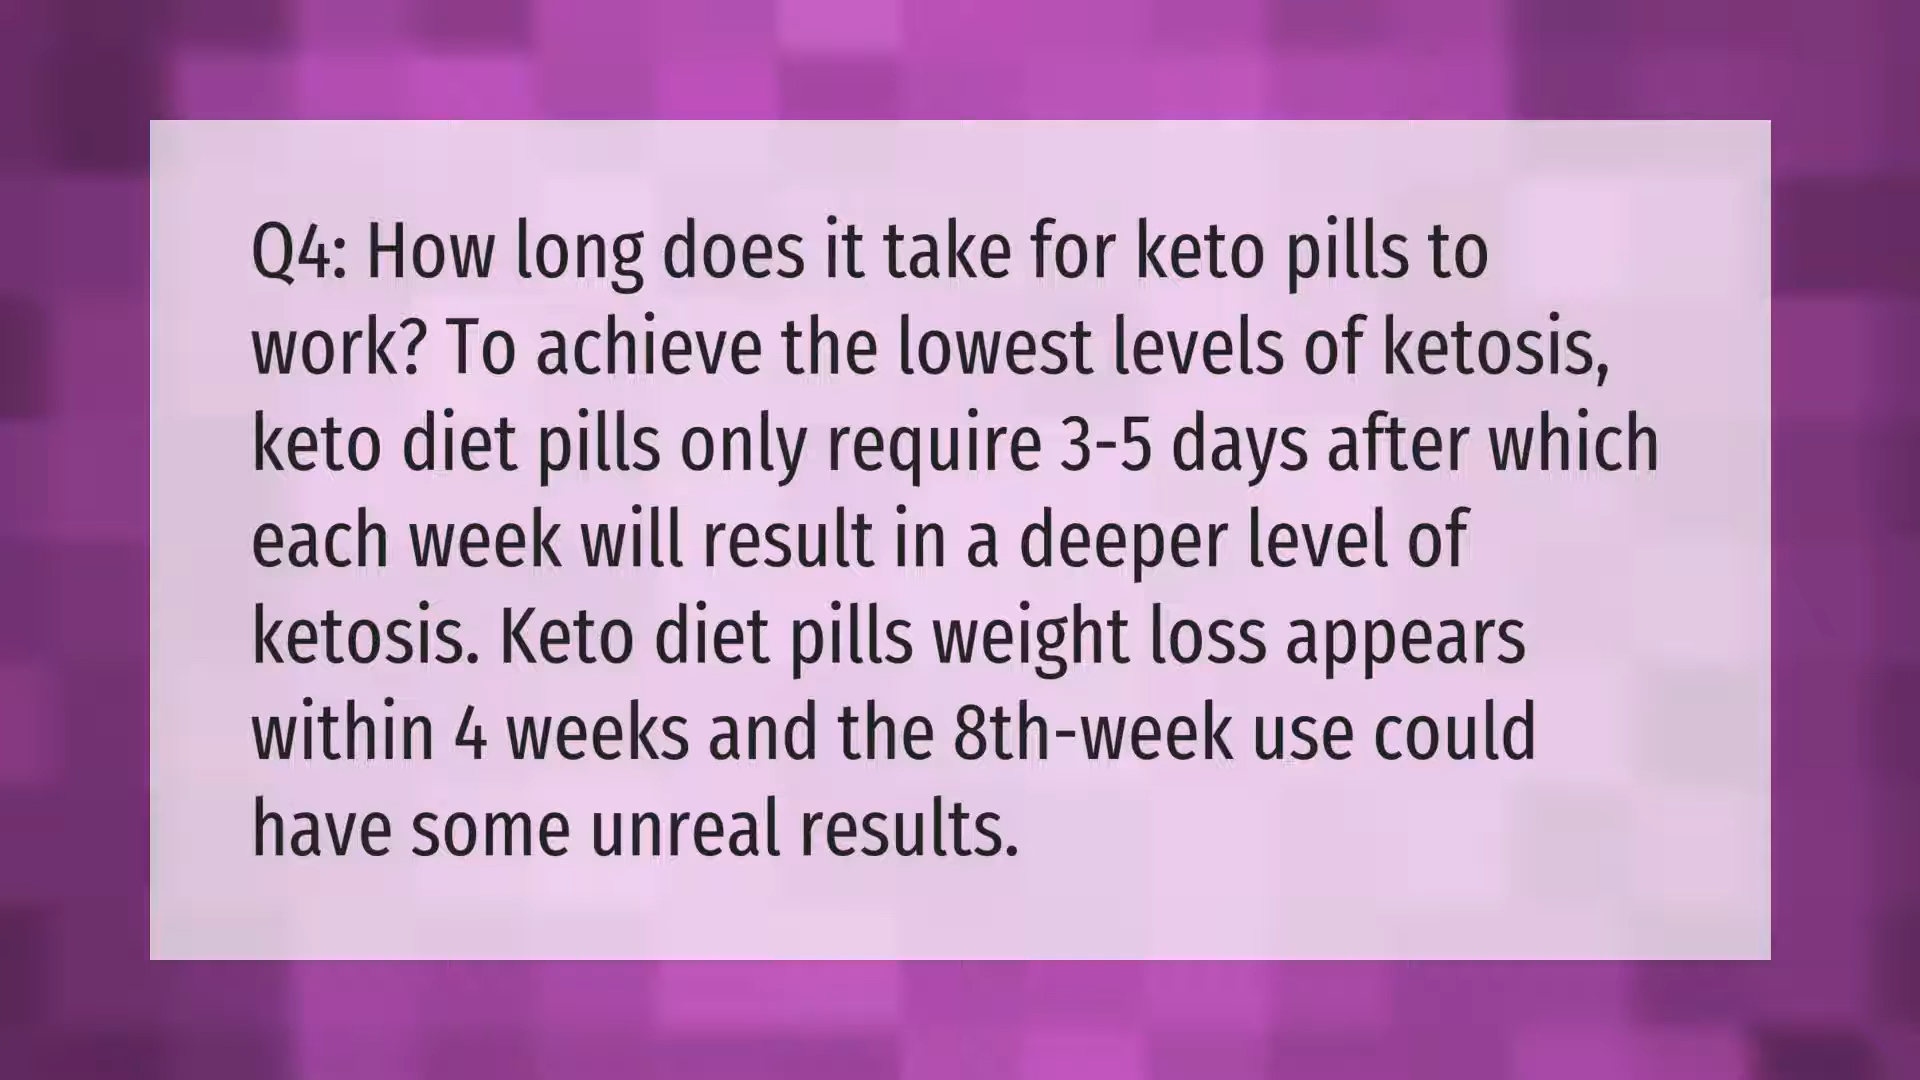 Q4: How long does it take for keto pills to
work? To achieve the lowest levels of ketosis,
keto diet pills only require 3-5 days after which
each week will result in a deeper level of
ketosis. Keto diet pills weight loss appears
within 4 weeks and the 8th-week use could
have some unreal results.